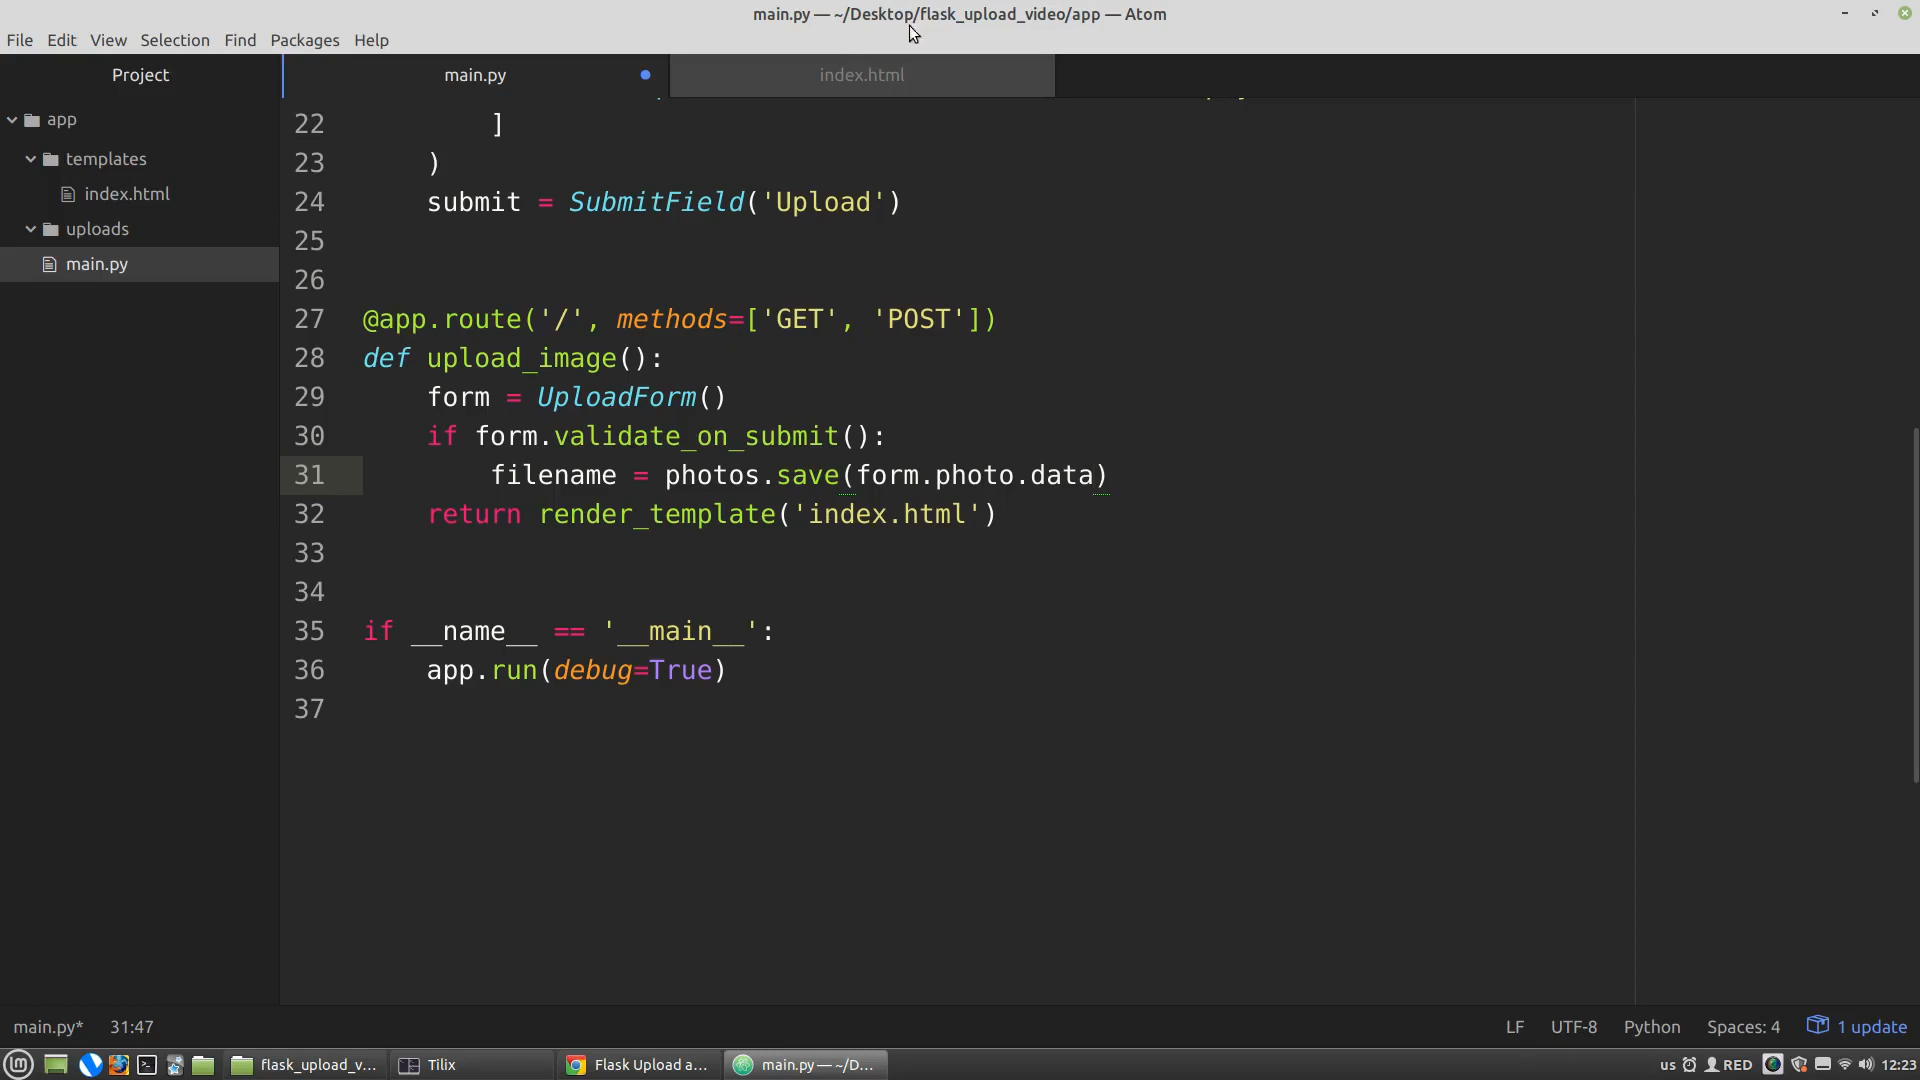 main.py — ~/Desktop/flask_upload_video/app — Atom
File Edit View Selection Find Packages Help
Project
main.py
index.html
app
templates
index.html
uploads
main.py
22 ]
23 )
24 submit = SubmitField('Upload')
25
26
27 @app.route('/', methods=['GET', 'POST'])
28 def upload_image():
29 form = UploadForm()
30 if form.validate_on_submit():
31 filename = photos.save(form.photo.data)
32 return render_template('index.html')
33
34
35 if __name__ == '__main__':
36 app.run(debug=True)
37
main.py* 31:47 LF UTF-8 Python Spaces: 4 1 update
flask_upload_v... Tilix Flask Upload a... main.py — ~/D... us RED 12:23